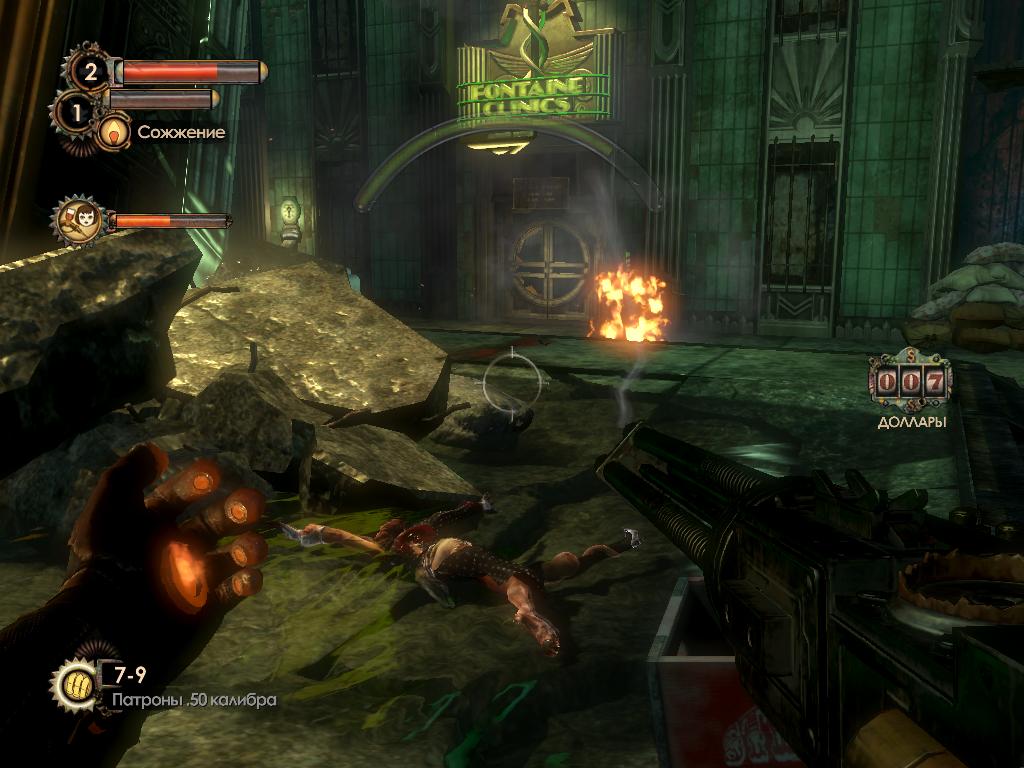 2
1
Сожжение
FONTAINE
CLINICS
$
007
ДОЛЛАРЫ
7-9
Патроны .50 калибра